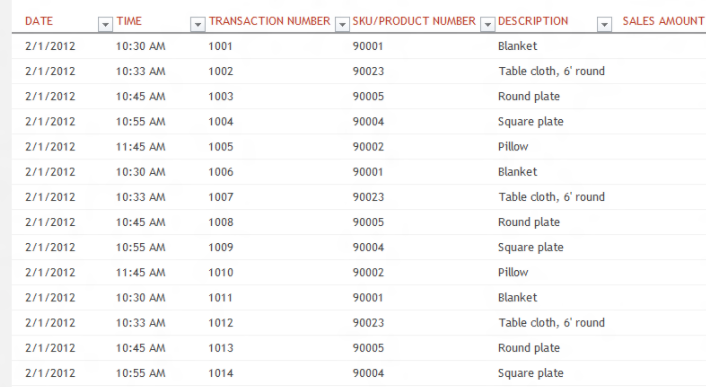 DATE TIME TRANSACTION NUMBER SKU/PRODUCT NUMBER DESCRIPTION SALES AMOUNT
2/1/2012 10:30 AM 1001 90001 Blanket
2/1/2012 10:33 AM 1002 90023 Table cloth, 6' round
2/1/2012 10:45 AM 1003 90005 Round plate
2/1/2012 10:55 AM 1004 90004 Square plate
2/1/2012 11:45 AM 1005 90002 Pillow
2/1/2012 10:30 AM 1006 90001 Blanket
2/1/2012 10:33 AM 1007 90023 Table cloth, 6' round
2/1/2012 10:45 AM 1008 90005 Round plate
2/1/2012 10:55 AM 1009 90004 Square plate
2/1/2012 11:45 AM 1010 90002 Pillow
2/1/2012 10:30 AM 1011 90001 Blanket
2/1/2012 10:33 AM 1012 90023 Table cloth, 6' round
2/1/2012 10:45 AM 1013 90005 Round plate
2/1/2012 10:55 AM 1014 90004 Square plate